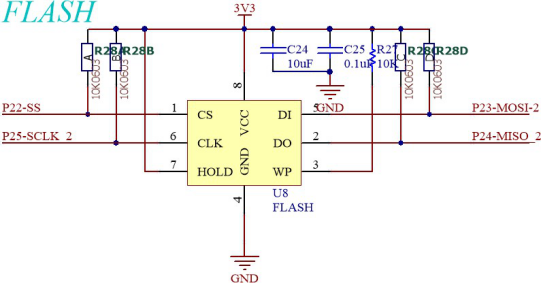 FLASH
3V3
R28A
R28B
A
B
10K0603
10K0603
C24
10uF
C25
0.1uF
R27
10K
R28C
R28D
C
D
10K0603
10K0603
P22-SS
1
CS
8
VCC
DI
5
GND
P23-MOSI-2
P25-SCLK_2
6
CLK
DO
2
P24-MISO_2
7
HOLD
GND
WP
3
4
U8
FLASH
GND